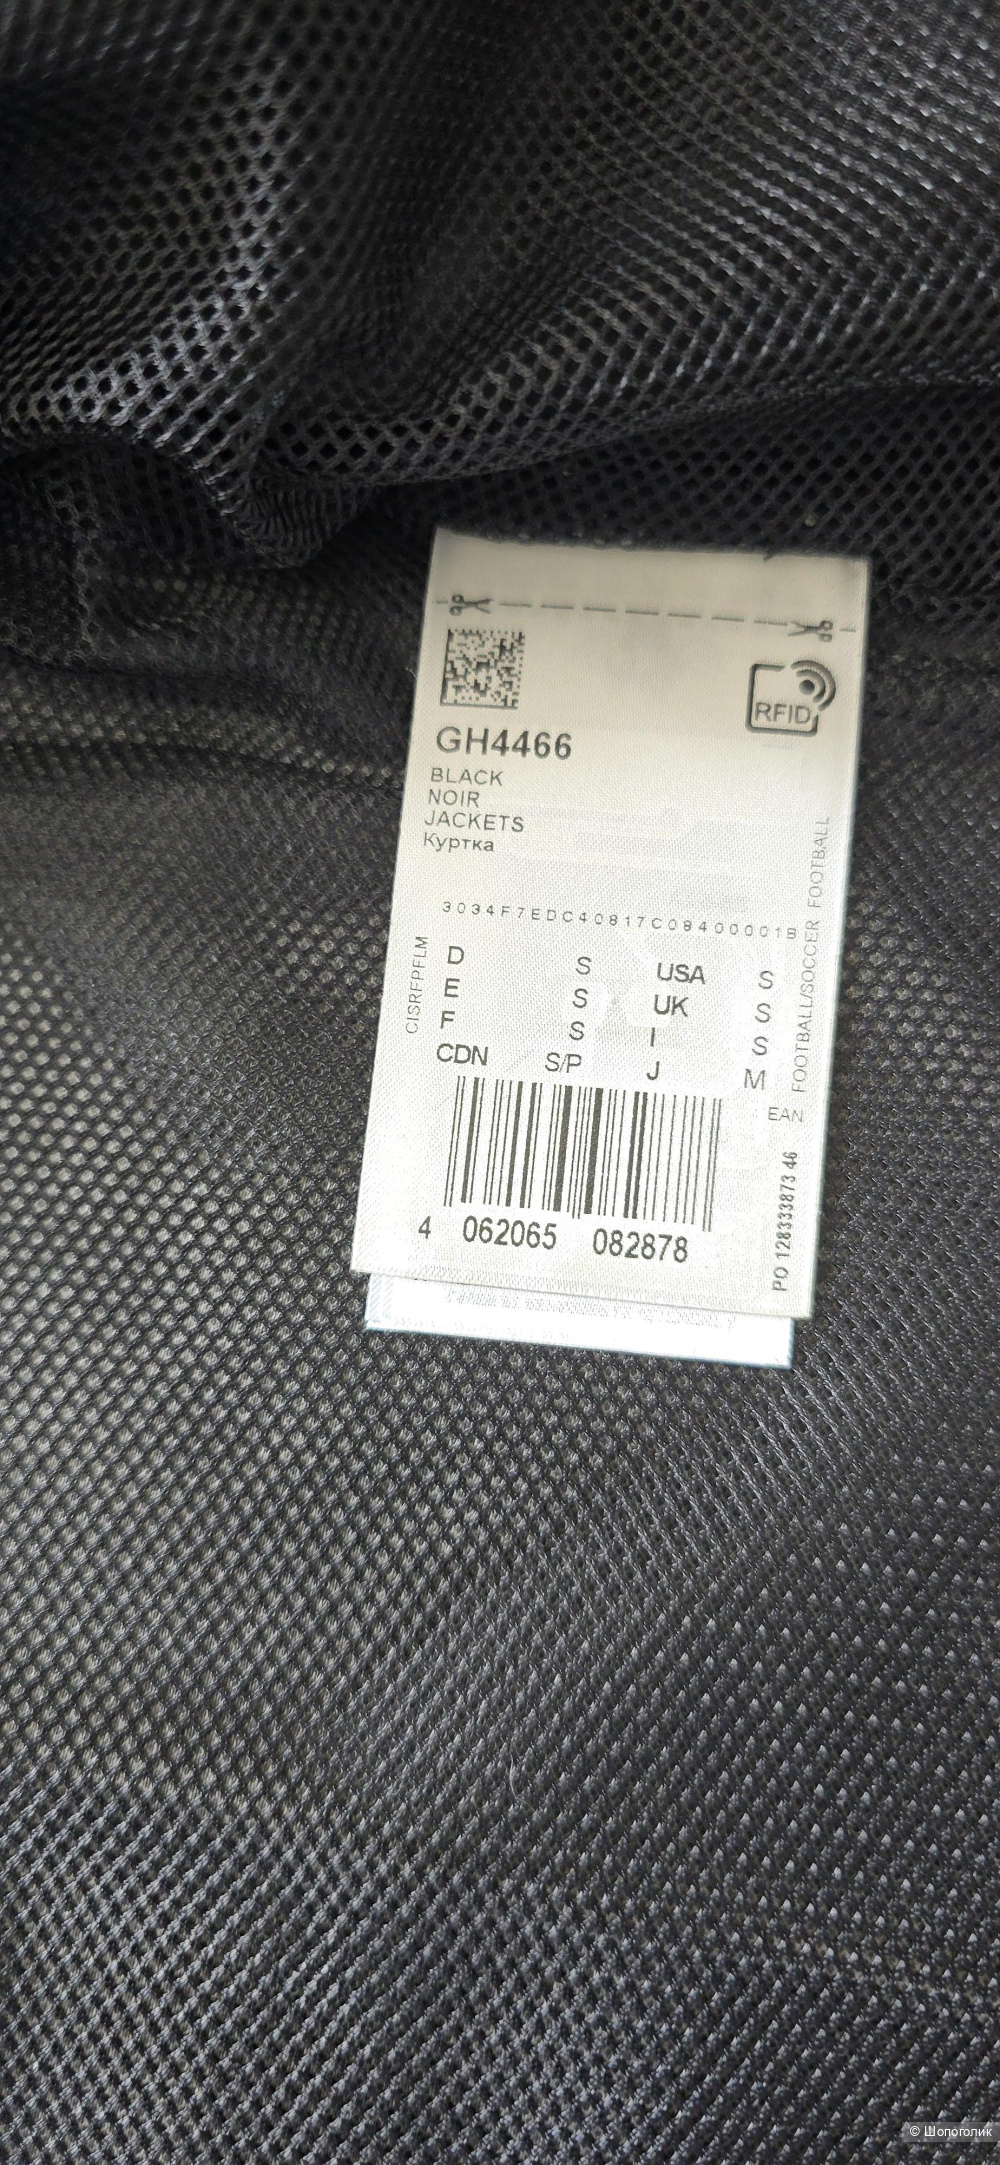 RFID
GH4466
BLACK
NOIR
JACKETS
Куртка
3034F7EDC40817C08400001B
CISRFPFLM
FOOTBALL/SOCCER FOOTBALL
D S USA S
E S UK S
F S I S
CDN S/P J M
EAN
4 062065 082878
PO 128333873 46
© Шопоголик